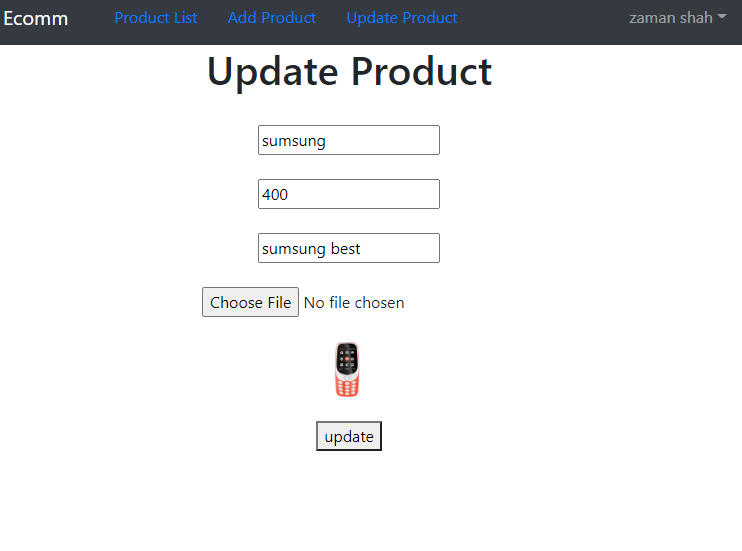 Ecomm Product List Add Product Update Product zaman shah
Update Product
sumsung
400
sumsung best
Choose File No file chosen
update